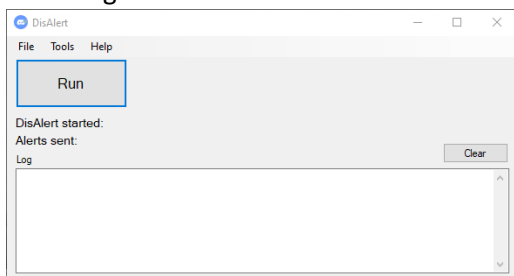 DisAlert
File Tools Help
Run
DisAlert started:
Alerts sent:
Clear
Log